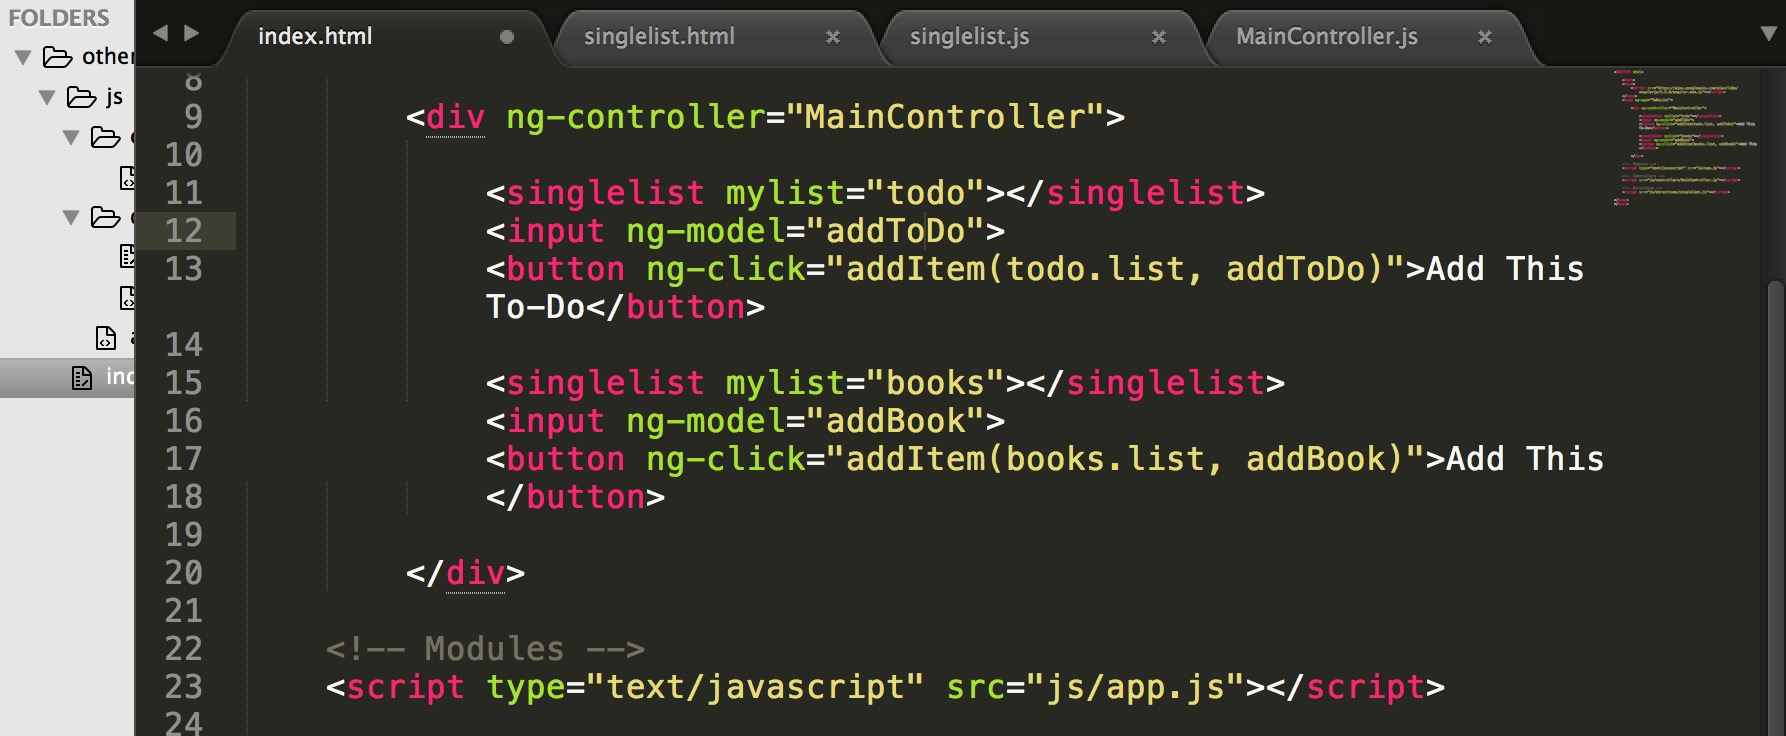 FOLDERS
other
js
index.html
singlelist.html
singlelist.js
MainController.js
8
9 <div ng-controller="MainController">
10
11 <singlelist mylist="todo"></singlelist>
12 <input ng-model="addToDo">
13 <button ng-click="addItem(todo.list, addToDo)">Add This
To-Do</button>
14
15 <singlelist mylist="books"></singlelist>
16 <input ng-model="addBook">
17 <button ng-click="addItem(books.list, addBook)">Add This
18 </button>
19
20 </div>
21
22 <!-- Modules -->
23 <script type="text/javascript" src="js/app.js"></script>
24